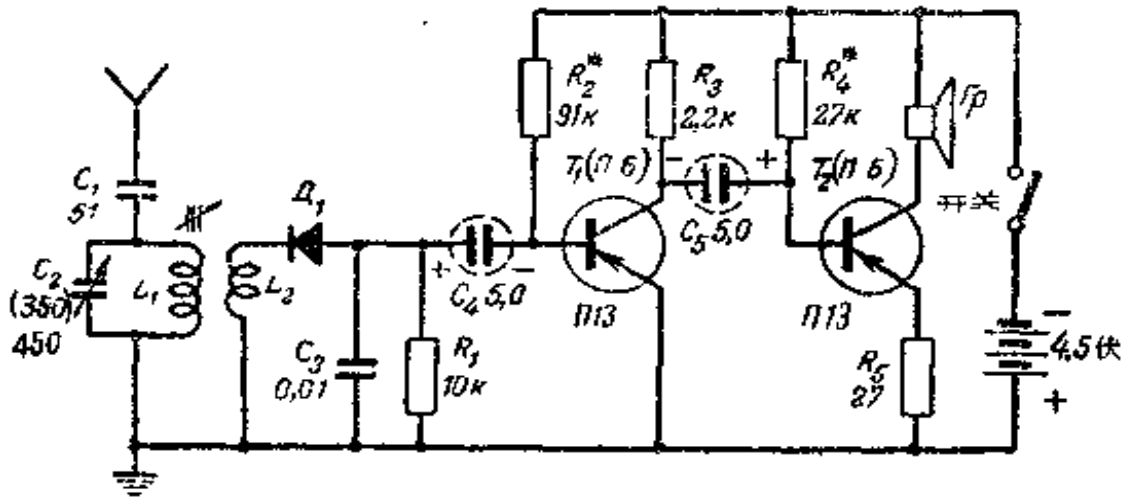 C₁
51
C₂
(350)
450
L₁
L₂
Д₁
C₃
0,01
R₁
10к
+ -
C₄ 5,0
R₂*
91к
R₃
2,2к
R₄*
27к
T₁(П 6)
П13
- +
C₅ 5,0
T₂(П 6)
П13
R₅
27
Гр
开关
-
4,5伏
+